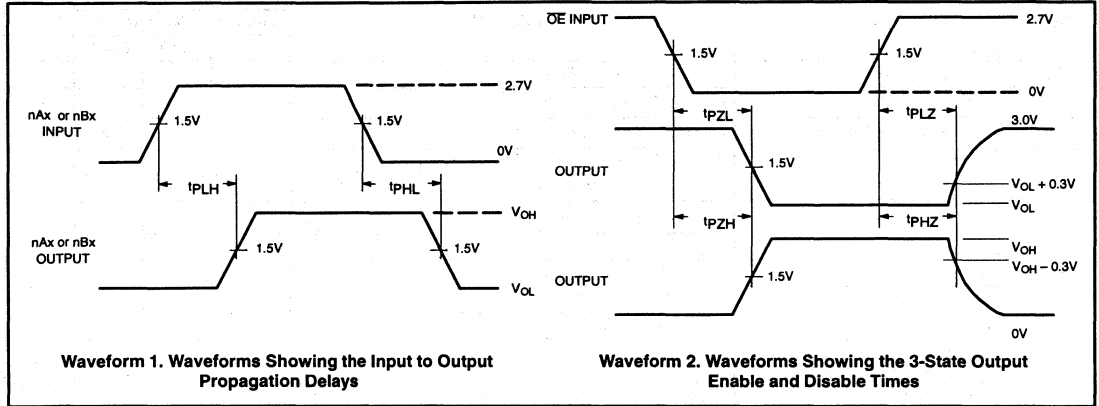 2.7V
nAx or nBx
INPUT
1.5V
1.5V
0V
tPLH
tPHL
VOH
nAx or nBx
OUTPUT
1.5V
1.5V
VOL
Waveform 1. Waveforms Showing the Input to Output
Propagation Delays
OE INPUT
2.7V
1.5V
1.5V
0V
tPZL
tPLZ
3.0V
OUTPUT
1.5V
VOL + 0.3V
VOL
tPZH
tPHZ
VOH
VOH – 0.3V
OUTPUT
1.5V
0V
Waveform 2. Waveforms Showing the 3-State Output
Enable and Disable Times